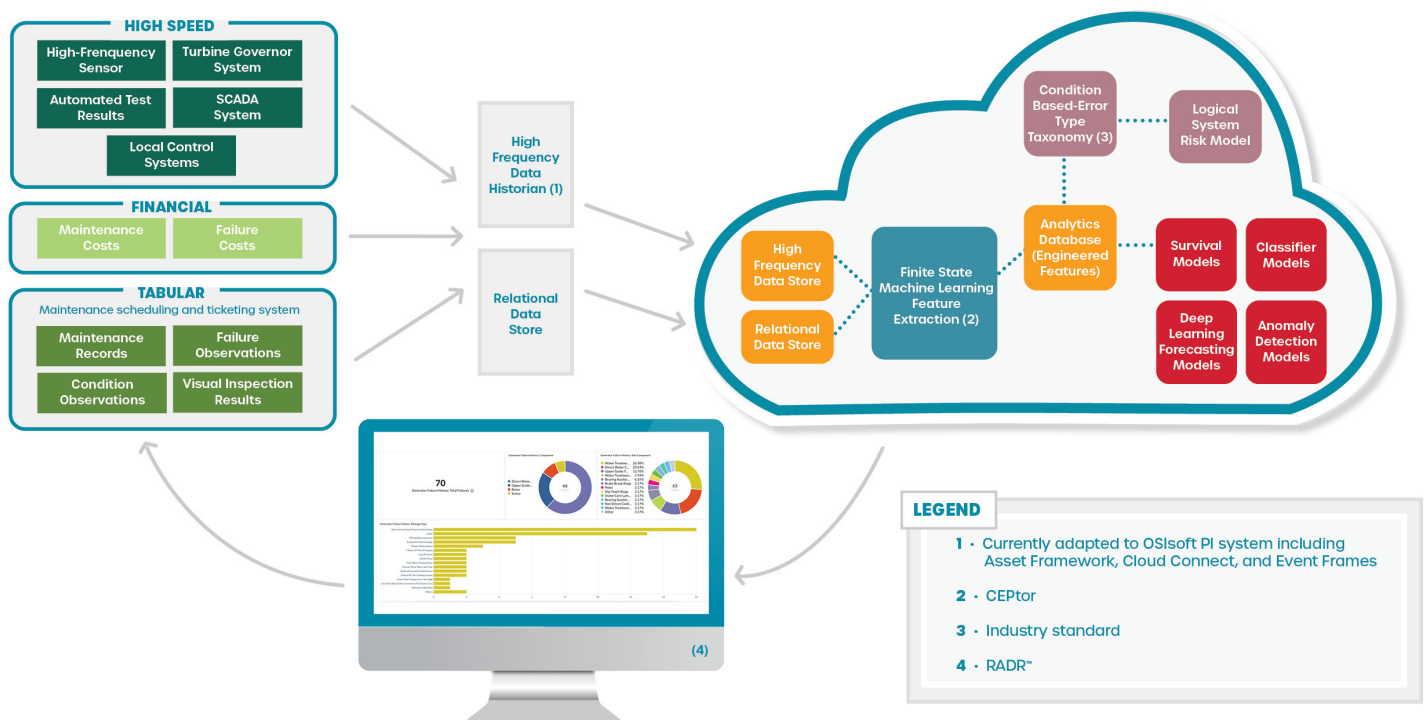 HIGH SPEED
High-Frenquency
Sensor
Turbine Governor
System
Automated Test
Results
SCADA
System
Local Control
Systems
FINANCIAL
Maintenance
Costs
Failure
Costs
TABULAR
Maintenance scheduling and ticketing system
Maintenance
Records
Failure
Observations
Condition
Observations
Visual Inspection
Results
High
Frequency
Data
Historian (1)
Relational
Data
Store
High
Frequency
Data Store
Relational
Data Store
Finite State
Machine Learning
Feature
Extraction (2)
Condition
Based-Error
Type
Taxonomy (3)
Logical
System
Risk Model
Analytics
Database
(Engineered
Features)
Survival
Models
Classifier
Models
Deep
Learning
Forecasting
Models
Anomaly
Detection
Models
70
66
63
(4)
LEGEND
1 • Currently adapted to OSIsoft PI system including
Asset Framework, Cloud Connect, and Event Frames
2 • CEPtor
3 • Industry standard
4 • RADR™